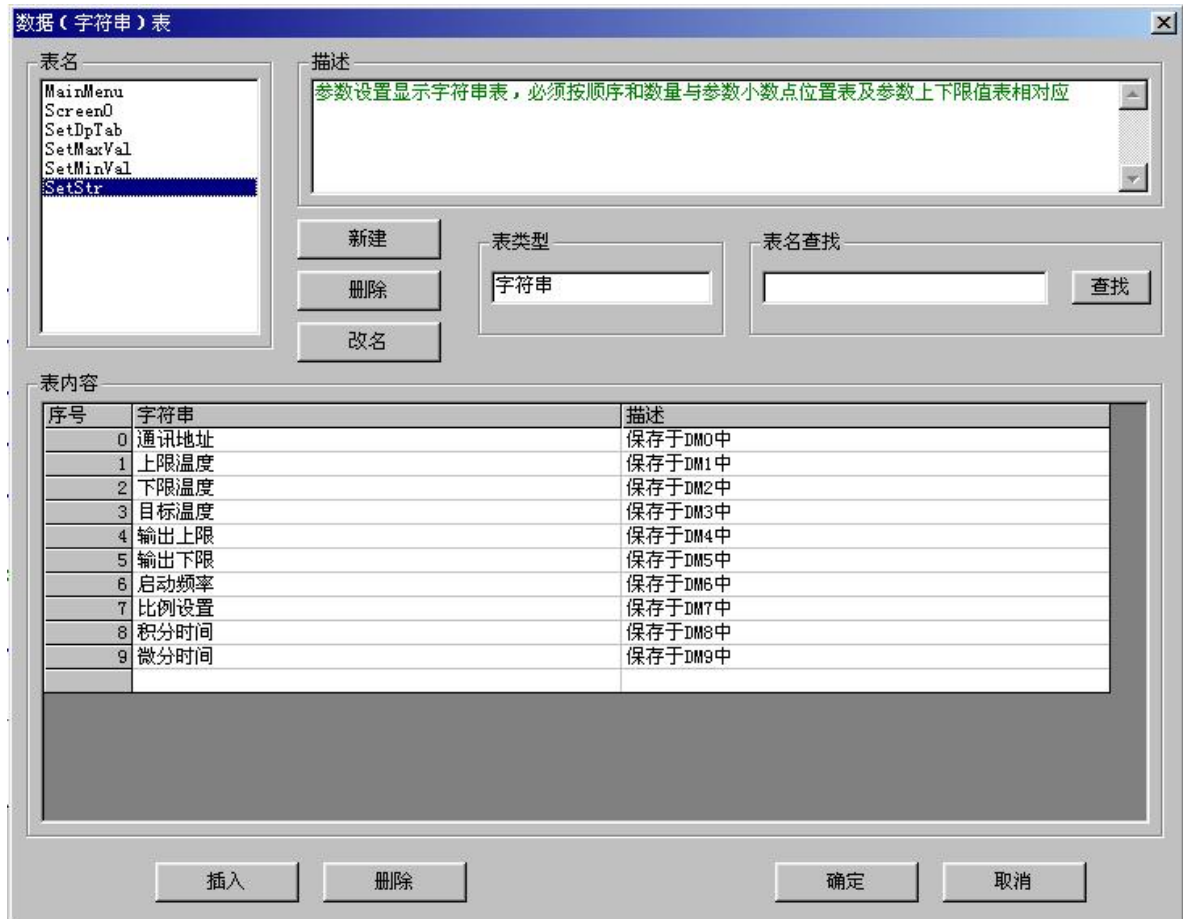 数据（字符串）表
表名
MainMenu
Screen0
SetDpTab
SetMaxVal
SetMinVal
SetStr
描述
参数设置显示字符串表，必须按顺序和数量与参数小数点位置表及参数上下限值表相对应
新建
删除
改名
表类型
字符串
表名查找
查找
表内容
序号 字符串 描述
0 通讯地址 保存于DM0中
1 上限温度 保存于DM1中
2 下限温度 保存于DM2中
3 目标温度 保存于DM3中
4 输出上限 保存于DM4中
5 输出下限 保存于DM5中
6 启动频率 保存于DM6中
7 比例设置 保存于DM7中
8 积分时间 保存于DM8中
9 微分时间 保存于DM9中
插入 删除 确定 取消